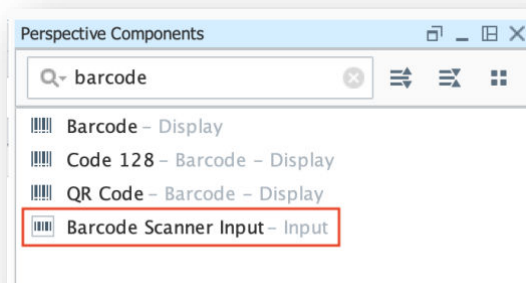 Perspective Components
barcode
Barcode – Display
Code 128 – Barcode – Display
QR Code – Barcode – Display
Barcode Scanner Input – Input